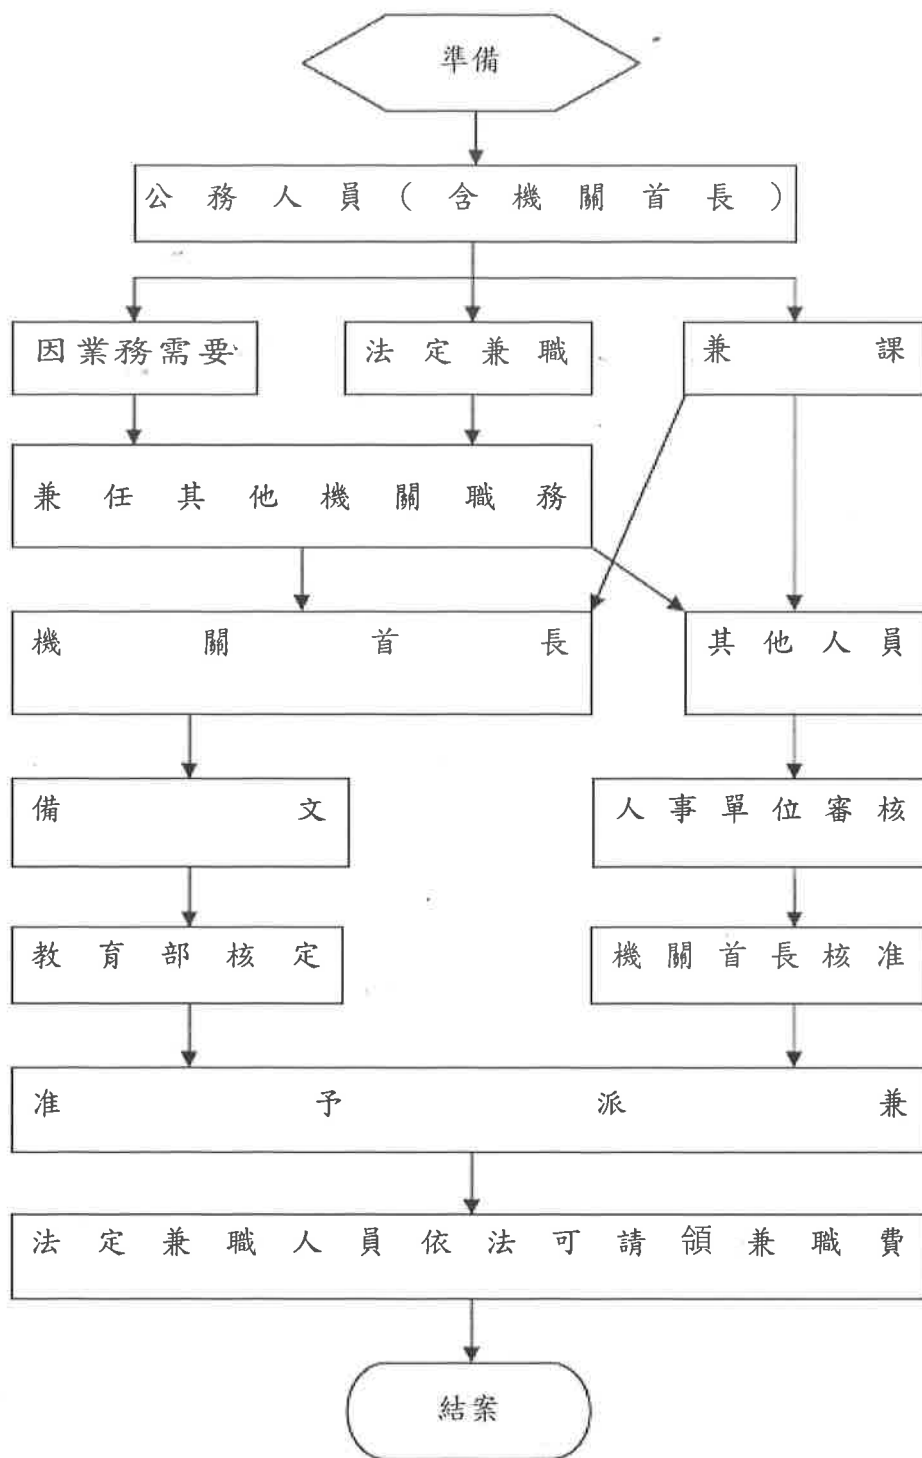 準備
公務人員(含機關首長)
因業務需要
法定兼職
兼課
兼任其他機關職務
機關首長
其他人員
備文
人事單位審核
教育部核定
機關首長核准
准予派兼
法定兼職人員依法可請領兼職費
結案